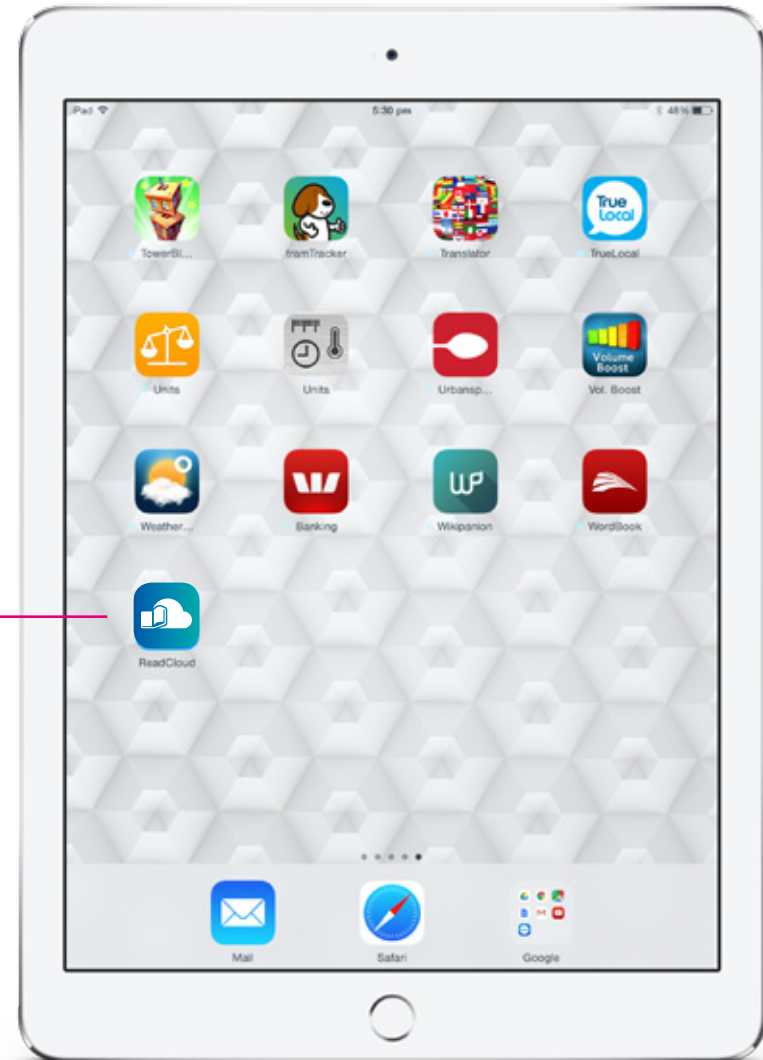 iPad 5:30 pm 48%
TowerBl... tramTracker Translator TrueLocal
True
Local
Units Units Urbansp... Vol. Boost
Volume
Boost
Weather... Banking Wikipanion WordBook
WP
ReadCloud
Mail Safari Google